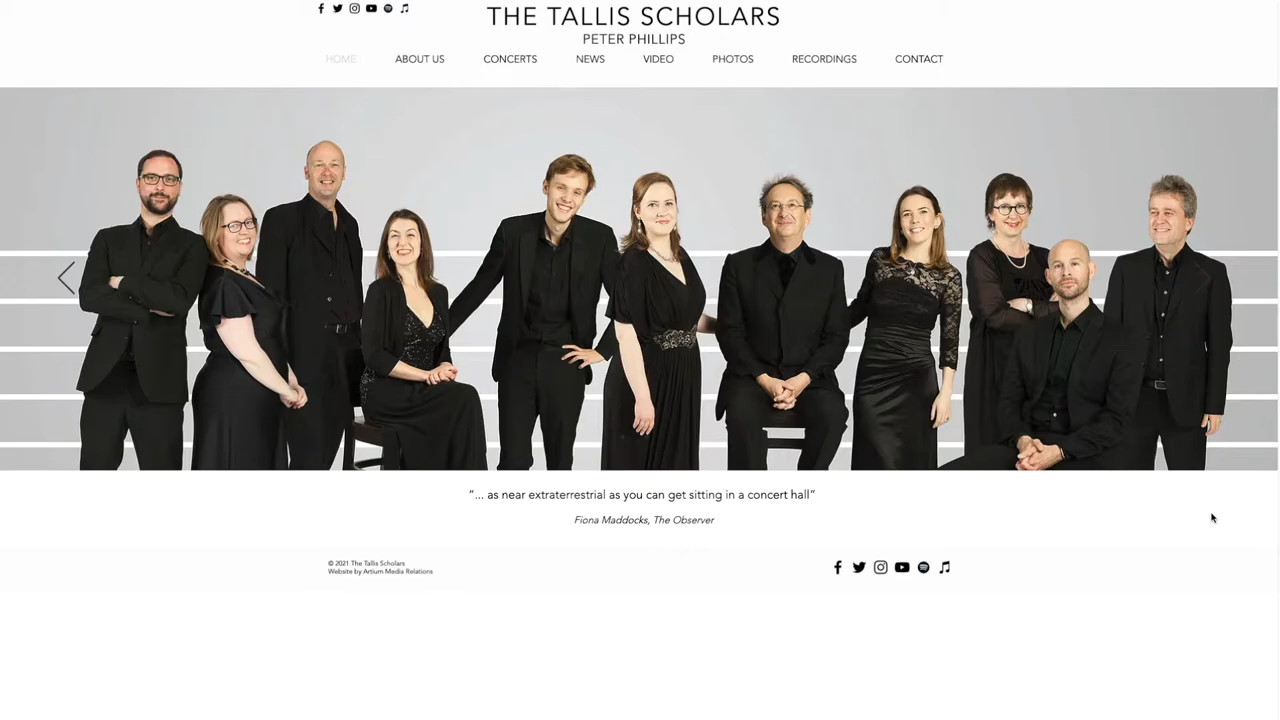 THE TALLIS SCHOLARS
PETER PHILLIPS
HOME ABOUT US CONCERTS NEWS VIDEO PHOTOS RECORDINGS CONTACT
“... as near extraterrestrial as you can get sitting in a concert hall”
Fiona Maddocks, The Observer
© 2021 The Tallis Scholars
Website by Artium Media Relations